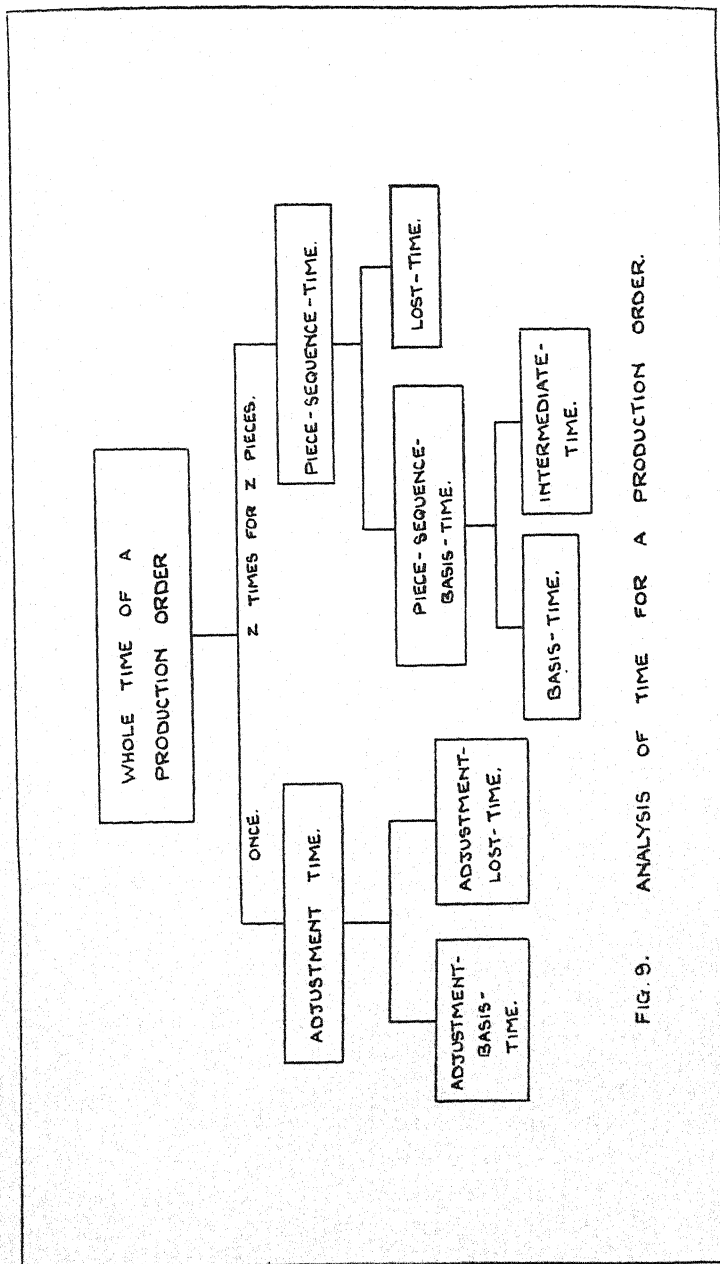 WHOLE TIME OF A
PRODUCTION ORDER
ONCE.
Z TIMES FOR Z PIECES.
ADJUSTMENT TIME.
PIECE-SEQUENCE-TIME.
ADJUSTMENT-
BASIS-
TIME.
ADJUSTMENT-
LOST-TIME.
PIECE-SEQUENCE-
BASIS-TIME.
LOST-TIME.
BASIS-TIME.
INTERMEDIATE-
TIME.
FIG. 9. ANALYSIS OF TIME FOR A PRODUCTION ORDER.